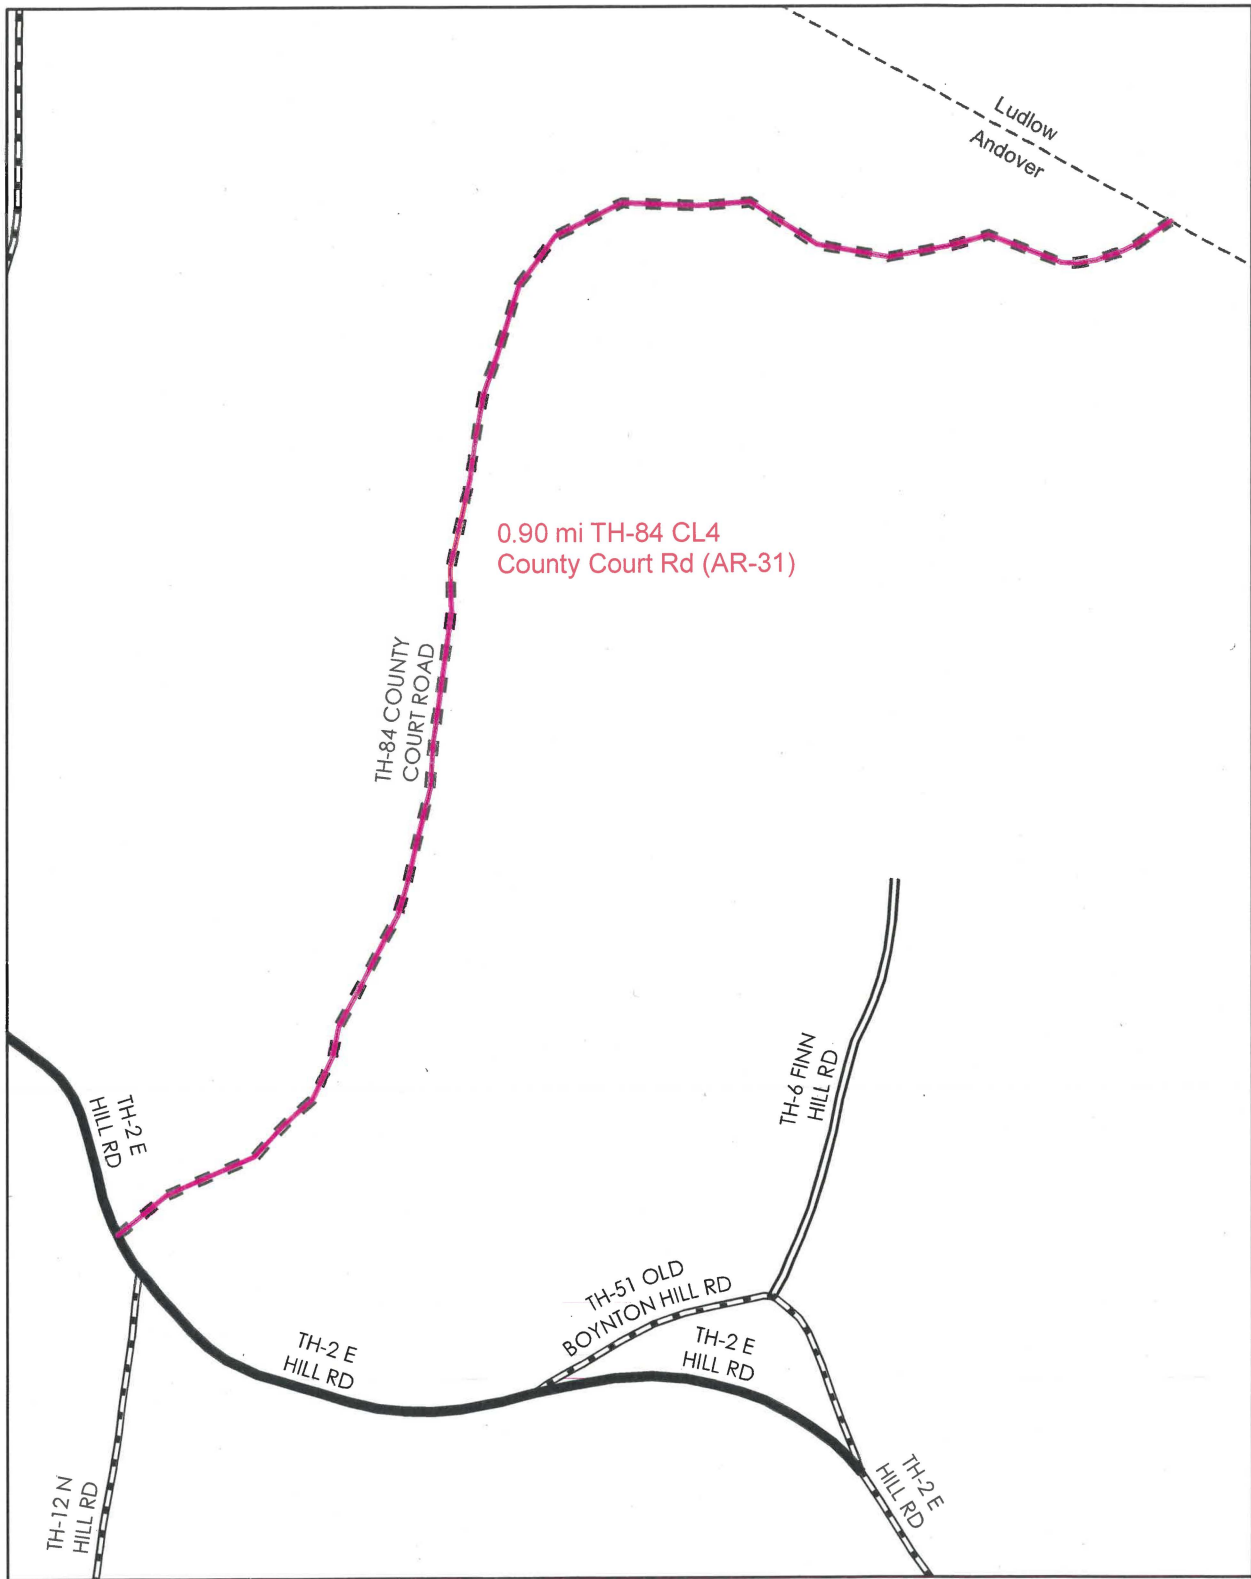 Ludlow
Andover
0.90 mi TH-84 CL4
County Court Rd (AR-31)
TH-84 COUNTY
COURT ROAD
TH-6 FINN
HILL RD
TH-2 E
HILL RD
TH-51 OLD
BOYNTON HILL RD
TH-2 E
HILL RD
TH-2 E
HILL RD
TH-12 N
HILL RD
TH-2 E
HILL RD